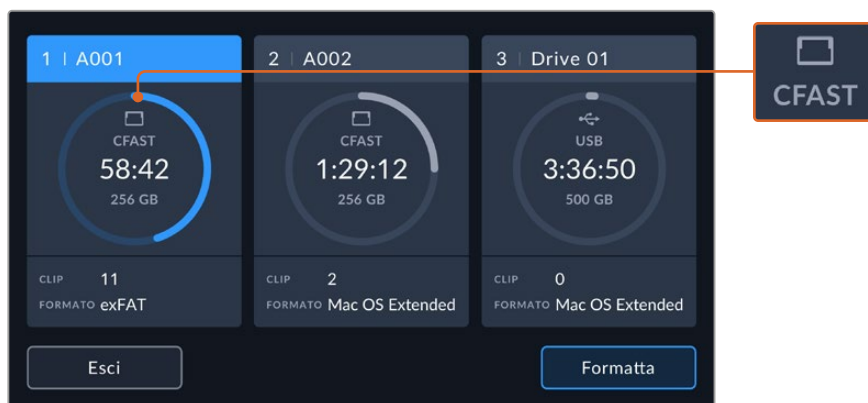 1 | A001
CFAST
58:42
256 GB
CLIP 11
FORMATO exFAT
2 | A002
CFAST
1:29:12
256 GB
CLIP 2
FORMATO Mac OS Extended
3 | Drive 01
USB
3:36:50
500 GB
CLIP 0
FORMATO Mac OS Extended
CFAST
Esci
Formatta